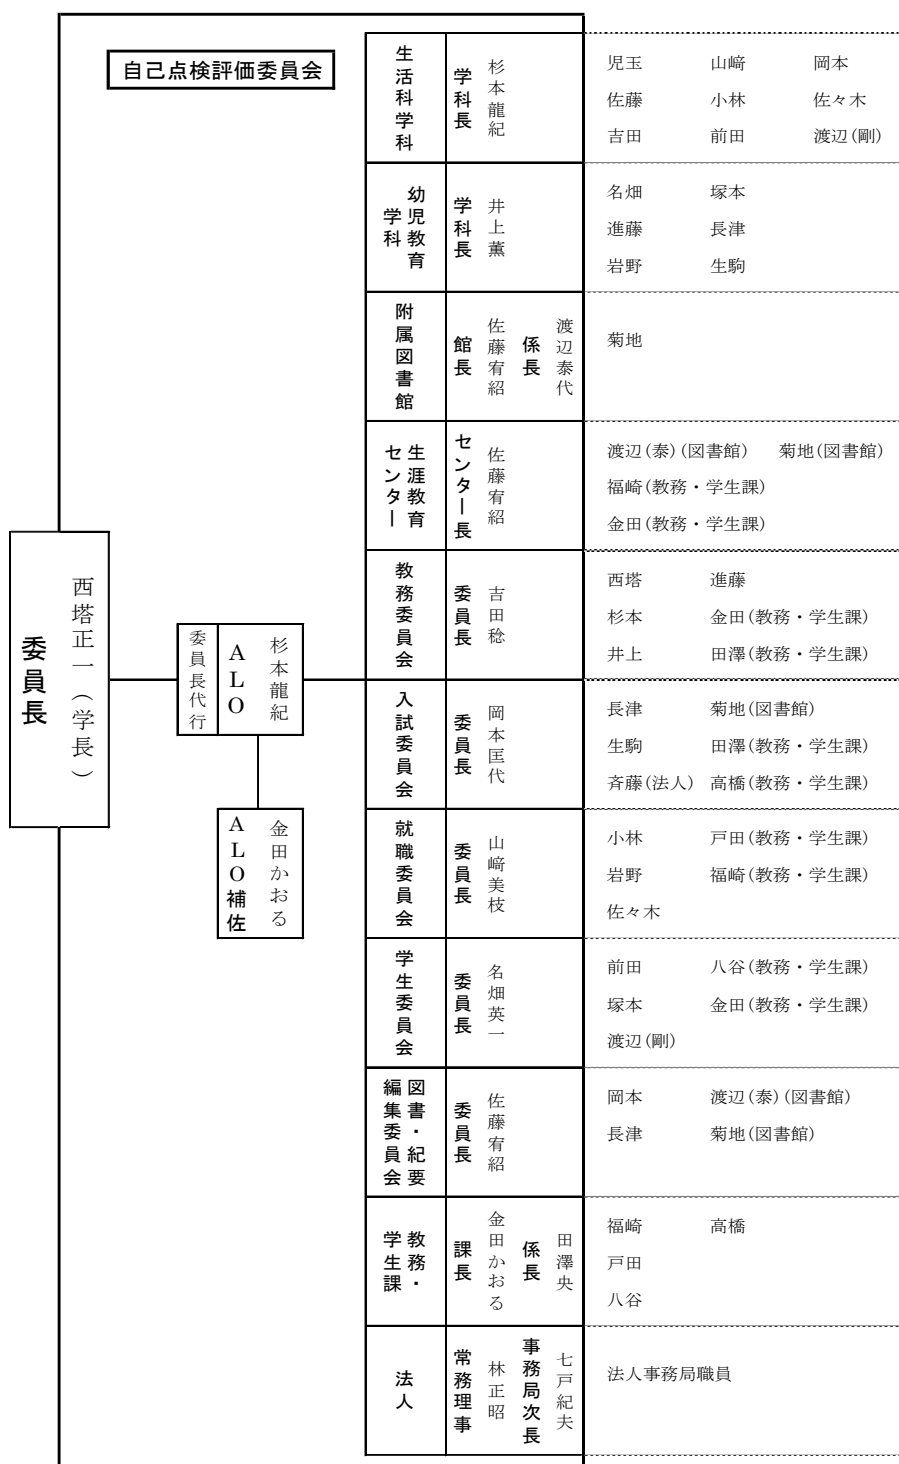 自己点検評価委員会
委員長
西塔正一（学長）
委員長代行
ALO
杉本龍紀
ALO補佐
金田かおる
生活科学科
学科長
杉本龍紀
児玉 山﨑 岡本
佐藤 小林 佐々木
吉田 前田 渡辺(剛)
幼児教育
学科
学科長
井上薫
名畑 塚本
進藤 長津
岩野 生駒
附属図書館
館長
佐藤宥紹
係長
渡辺泰代
菊地
生涯教育
センター
センター長
佐藤宥紹
渡辺(泰)(図書館) 菊地(図書館)
福崎(教務・学生課)
金田(教務・学生課)
教務委員会
委員長
吉田稔
西塔 進藤
杉本 金田(教務・学生課)
井上 田澤(教務・学生課)
入試委員会
委員長
岡本匡代
長津 菊地(図書館)
生駒 田澤(教務・学生課)
斉藤(法人) 高橋(教務・学生課)
就職委員会
委員長
山﨑美枝
小林 戸田(教務・学生課)
岩野 福崎(教務・学生課)
佐々木
学生委員会
委員長
名畑英一
前田 八谷(教務・学生課)
塚本 金田(教務・学生課)
渡辺(剛)
図書・紀要
編集委員会
委員長
佐藤宥紹
岡本 渡辺(泰)(図書館)
長津 菊地(図書館)
教務・
学生課
課長
金田かおる
係長
田澤央
福崎 高橋
戸田
八谷
法人
常務理事
林正昭
事務局次長
七戸紀夫
法人事務局職員